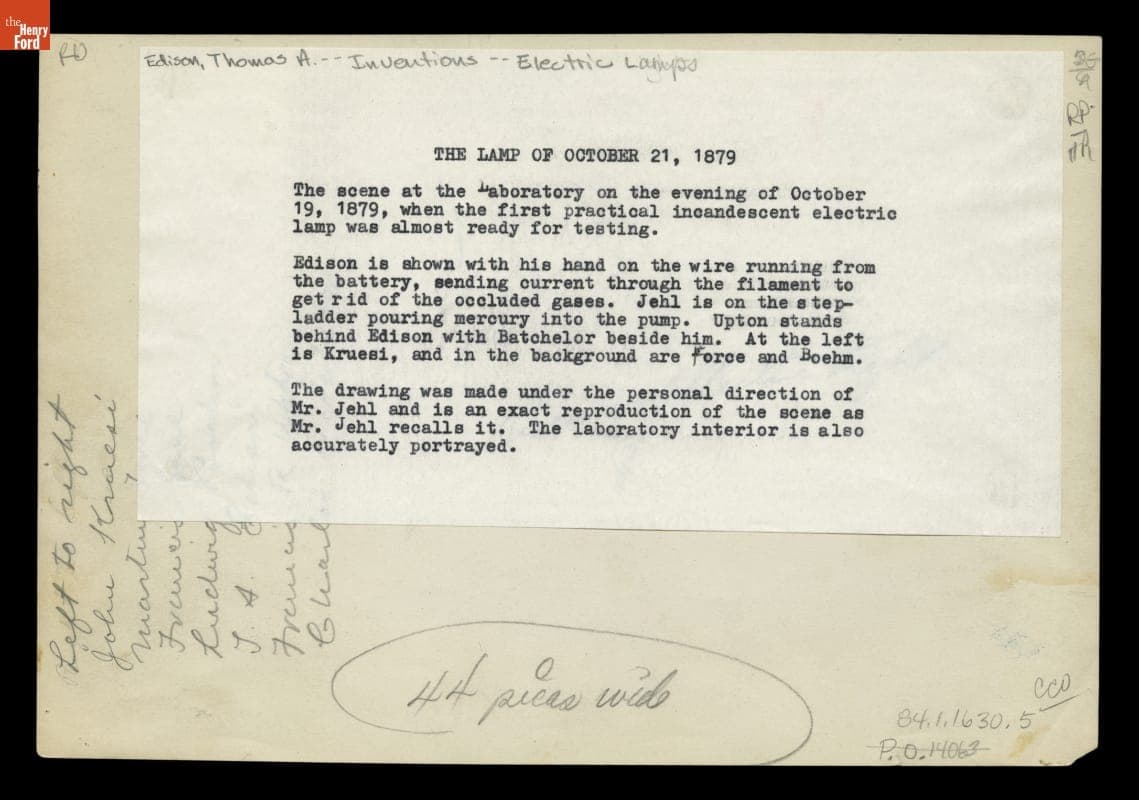 the
Henry
Ford
Edison, Thomas A. -- Inventions -- Electric Lamps
THE LAMP OF OCTOBER 21, 1879
The scene at the Laboratory on the evening of October
19, 1879, when the first practical incandescent electric
lamp was almost ready for testing.
Edison is shown with his hand on the wire running from
the battery, sending current through the filament to
get rid of the occluded gases. Jehl is on the step-
ladder pouring mercury into the pump. Upton stands
behind Edison with Batchelor beside him. At the left
is Kruesi, and in the background are Force and Boehm.
The drawing was made under the personal direction of
Mr. Jehl and is an exact reproduction of the scene as
Mr. Jehl recalls it. The laboratory interior is also
accurately portrayed.
Left to right
John Kruesi
Martin
Francis
Ludwig
T. A.
Francis
Charles
44 picas wide
CCO
84.1.1630.5
P.O. 14063